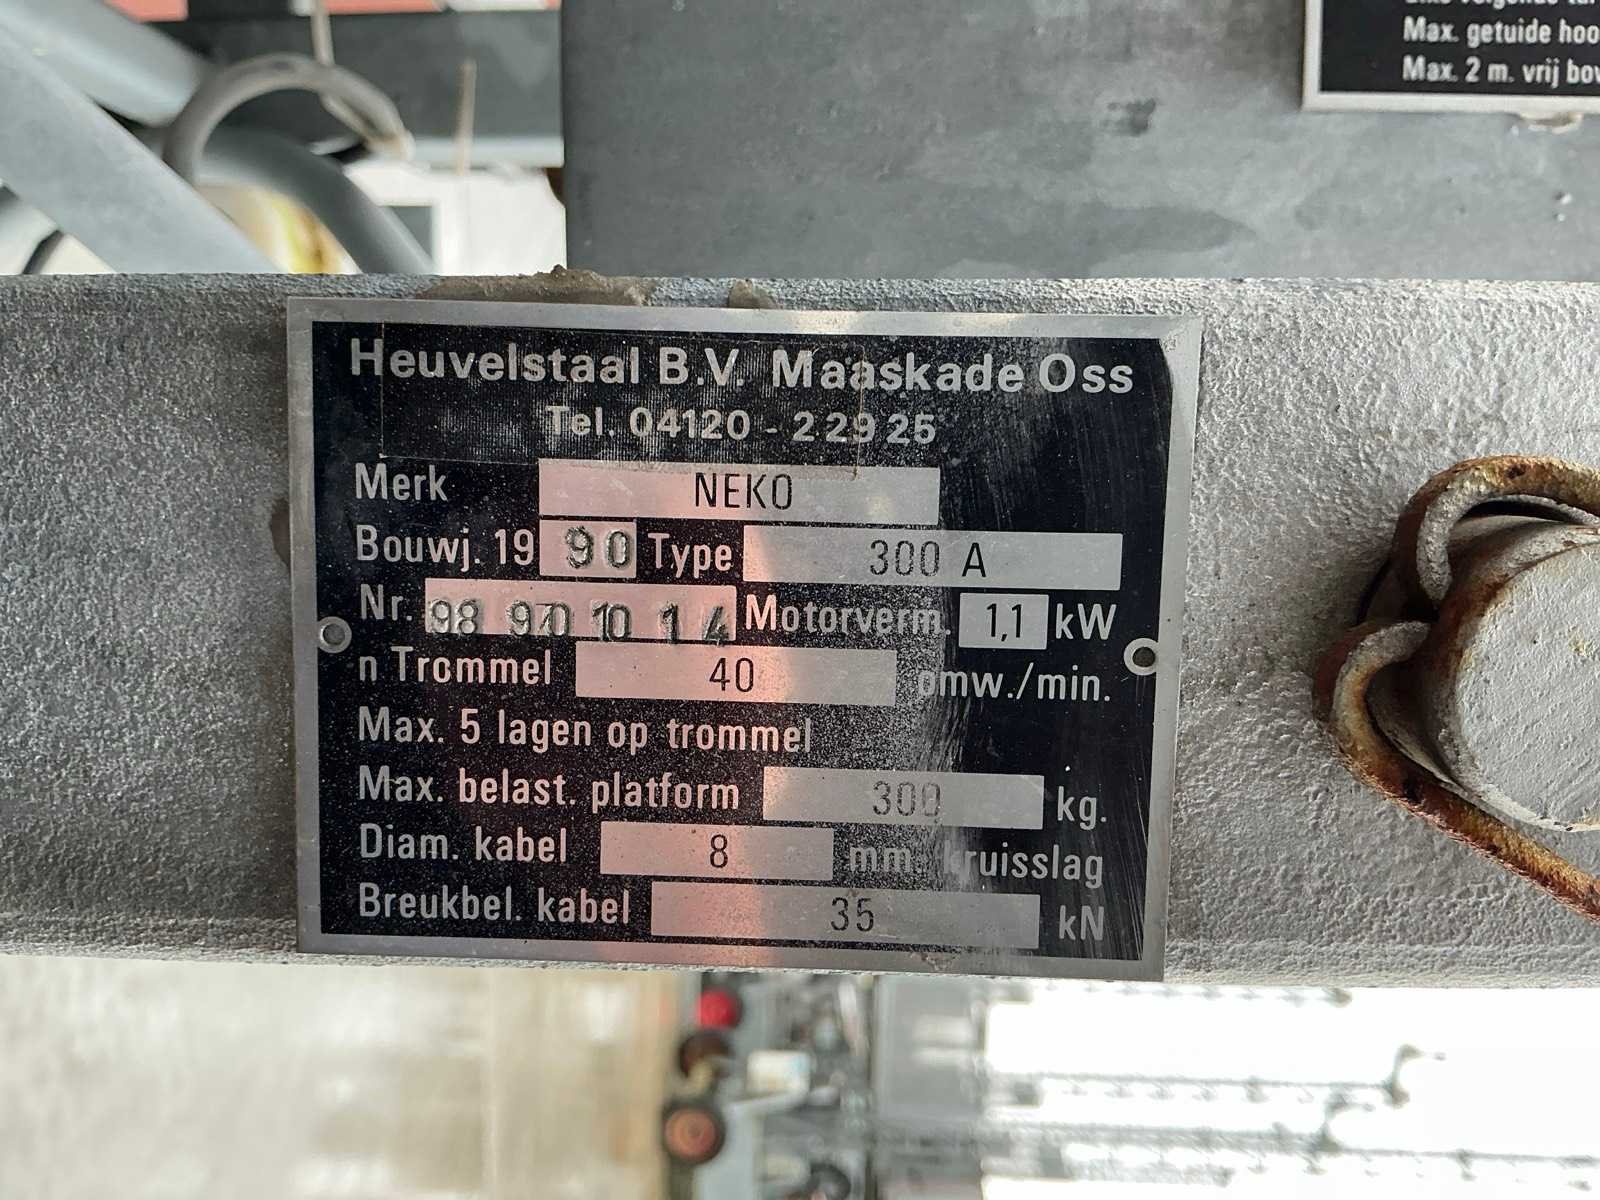 Max. getuide hoo
Max. 2 m. vrij bov
Heuvelstaal B.V. Maaskade Oss
Tel. 04120 - 22925
Merk NEKO
Bouwj. 1990 Type 300 A
Nr. 98 90 10 14 Motorverm. 1,1 kW
n Trommel 40 omw./min.
Max. 5 lagen op trommel
Max. belast. platform 300 kg.
Diam. kabel 8 mm. kruisslag
Breukbel. kabel 35 kN